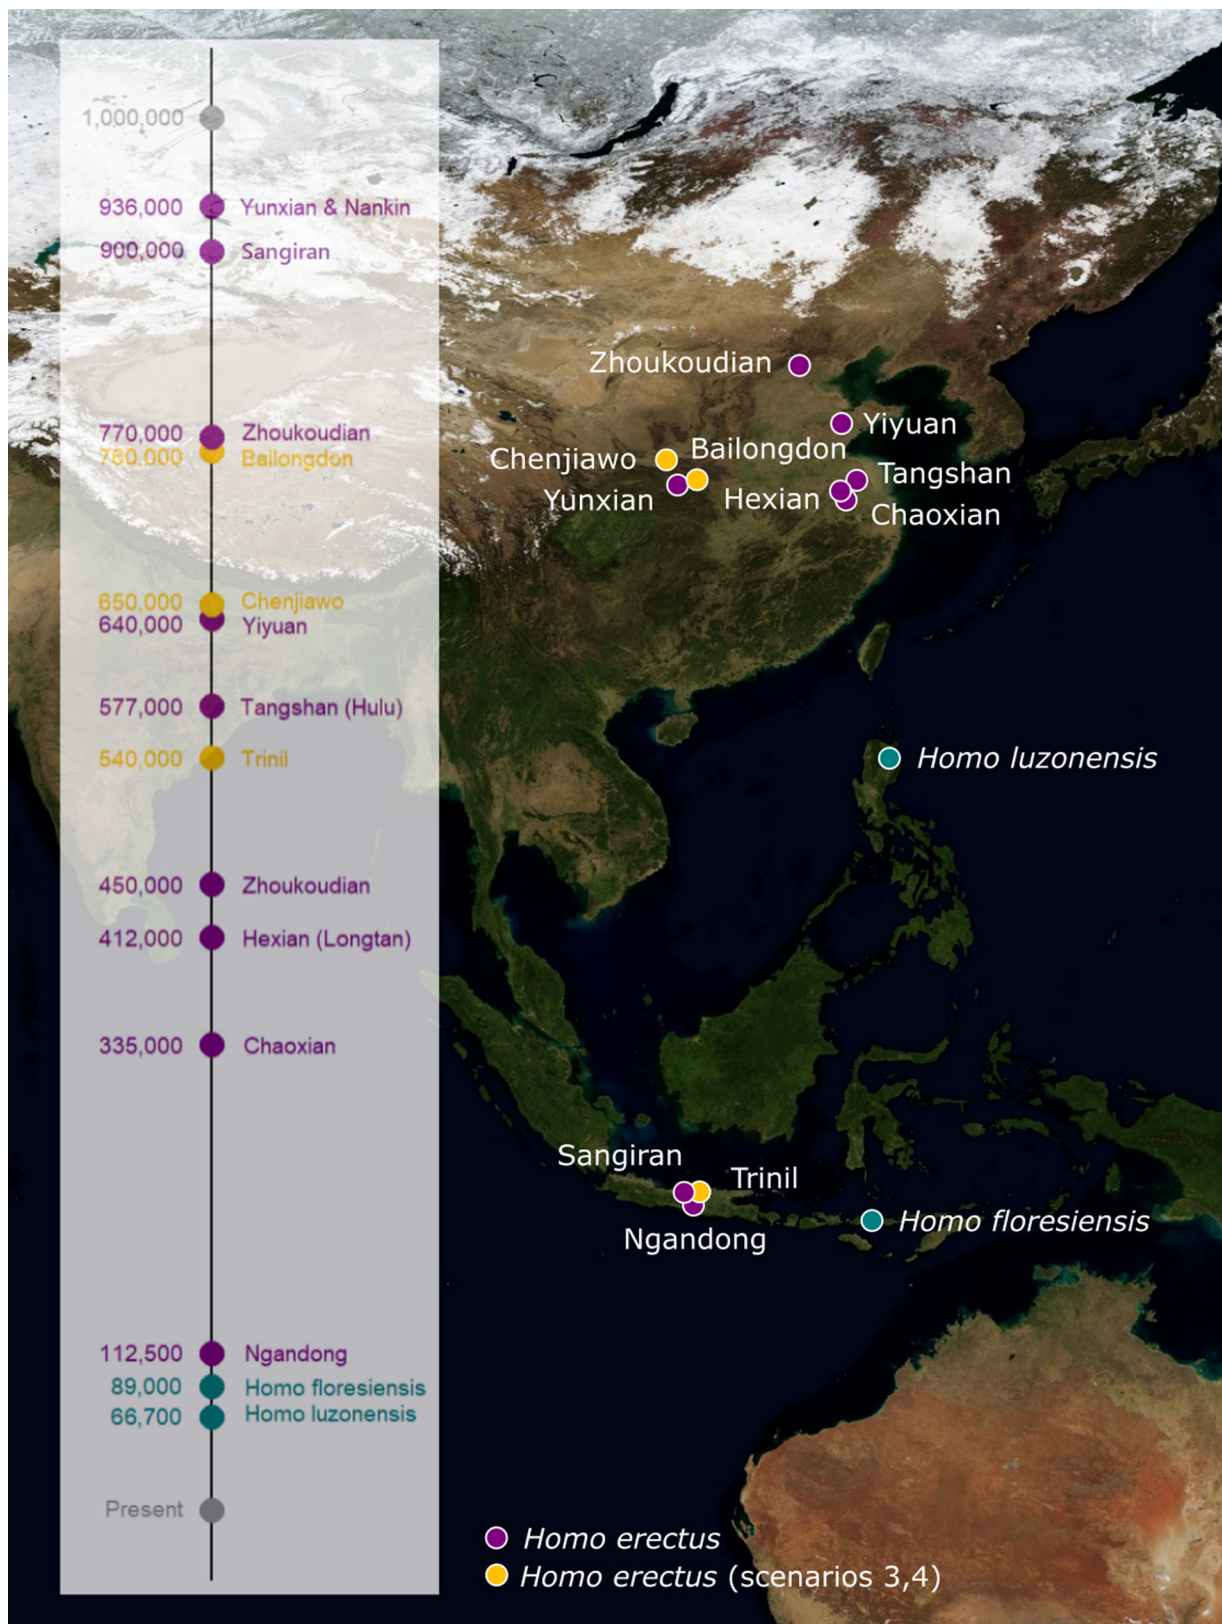 1,000,000
936,000 Yunxian & Nankin
900,000 Sangiran
770,000 Zhoukoudian
760,000 Bailongdon
650,000 Chenjiawo
640,000 Yiyuan
577,000 Tangshan (Hulu)
540,000 Trinil
450,000 Zhoukoudian
412,000 Hexian (Longtan)
335,000 Chaoxian
112,500 Ngandong
89,000 Homo floresiensis
66,700 Homo luzonensis
Present
Zhoukoudian
Yiyuan
Bailongdon
Chenjiawo
Tangshan
Yunxian
Hexian
Chaoxian
Homo luzonensis
Sangiran
Trinil
Homo floresiensis
Ngandong
Homo erectus
Homo erectus (scenarios 3,4)